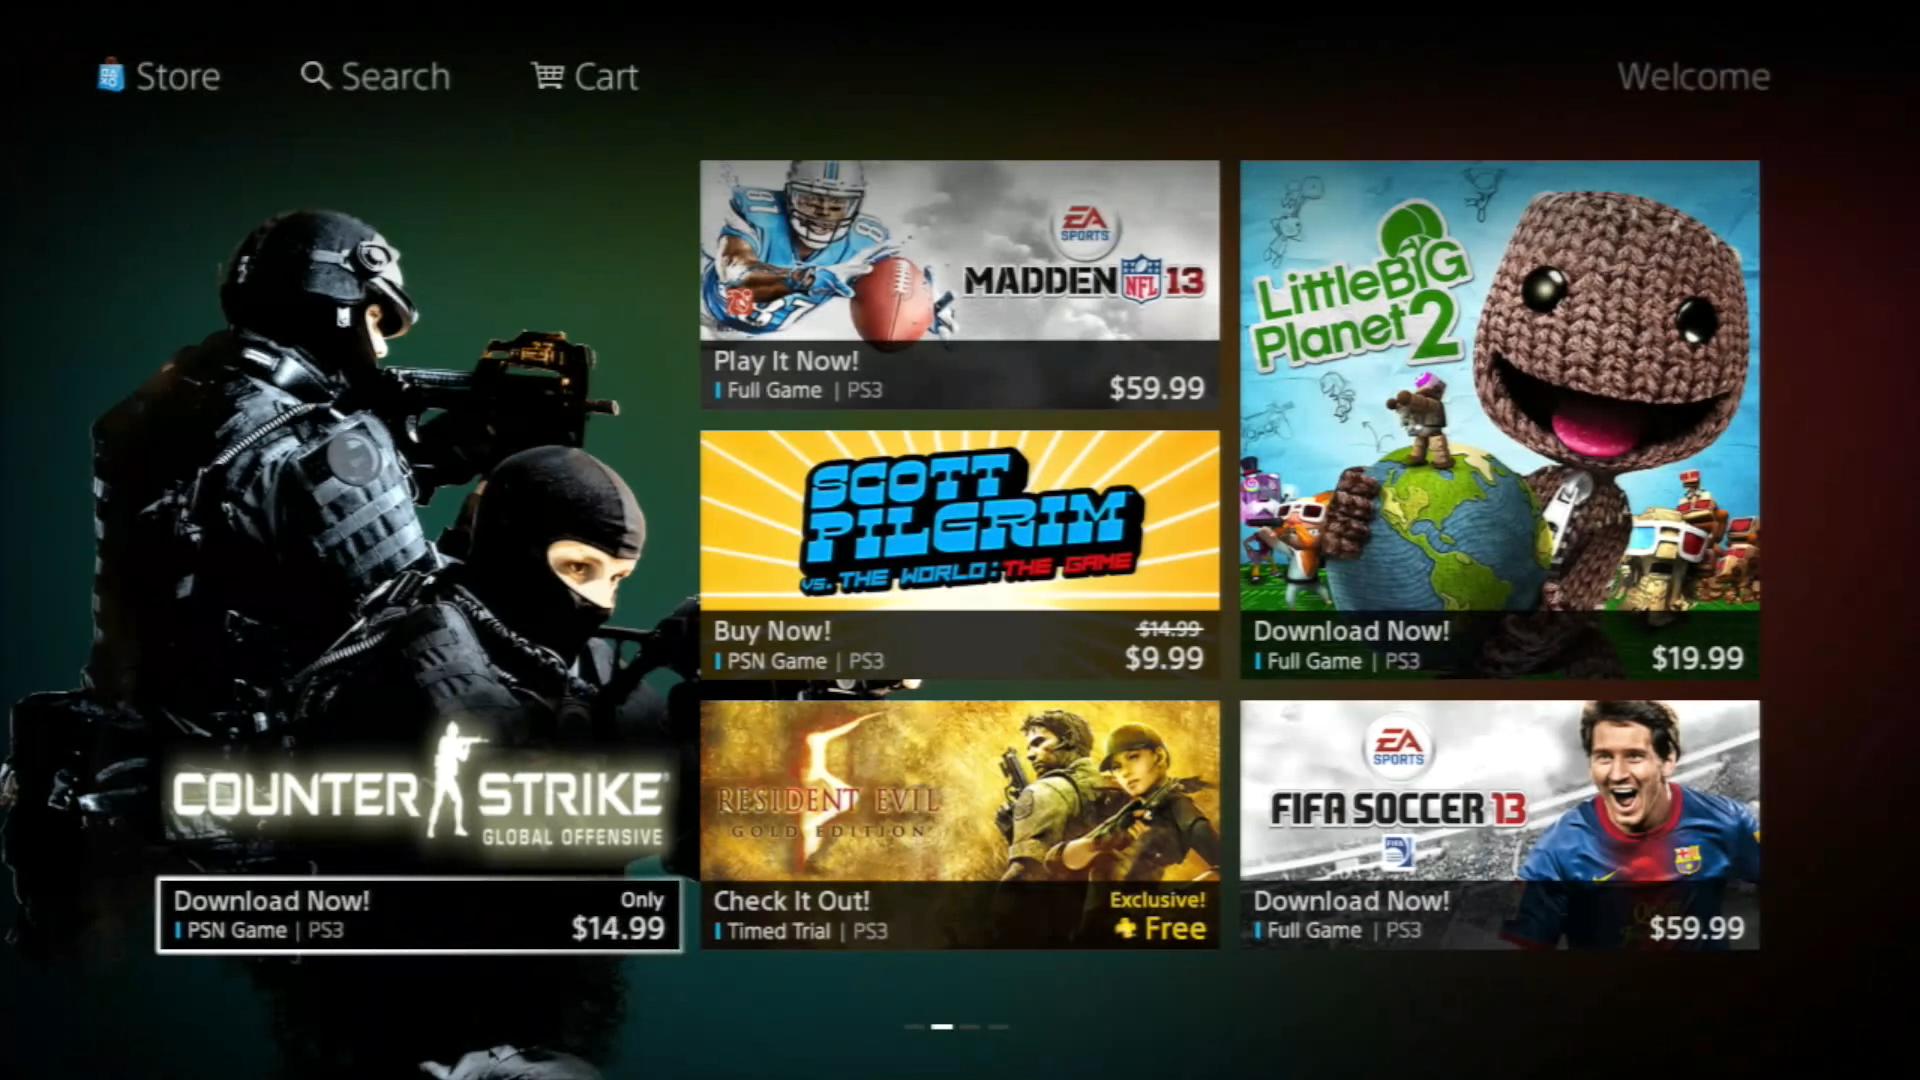 Store
Search
Cart
Welcome
COUNTER STRIKE
GLOBAL OFFENSIVE
Download Now!
Only
PSN Game | PS3
$14.99
81
8
EA
SPORTS
MADDEN NFL 13
Play It Now!
Full Game | PS3
$59.99
SCOTT
PILGRIM
VS. THE WORLD: THE GAME
Buy Now!
$14.99
PSN Game | PS3
$9.99
RESIDENT EVIL
GOLD EDITION
5
Check It Out!
Exclusive!
Timed Trial | PS3
Free
LittleBIG
Planet 2
Download Now!
Full Game | PS3
$19.99
EA
SPORTS
FIFA SOCCER 13
FIFA
Download Now!
Full Game | PS3
$59.99